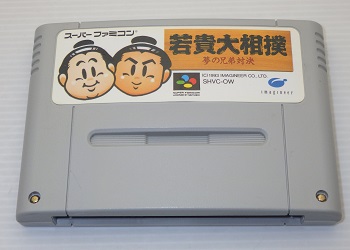 スーパーファミコン
若貴大相撲
夢の兄弟対決
(C)1993 IMAGINEER CO., LTD.
SHVC-OW
imagineer